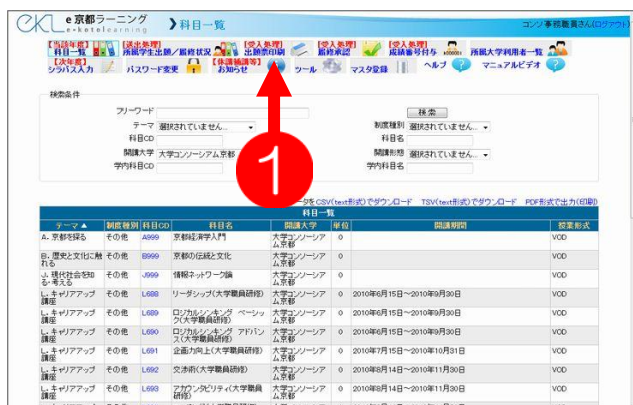 e京都ラーニング
e-kotolearning
科目一覧
コンソ事務職員さん(ログアウト)
【当該年度】
科目一覧
【送出処理】
所属学生出願/履修状況
【受入処理】
出願票印刷
【受入処理】
履修承認
【受入処理】
成績番号付与
所属大学利用者一覧
【次年度】
シラバス入力
パスワード変更
【休講補講等】
お知らせ
ツール
マスタ登録
ヘルプ
マニュアルビデオ
検索条件
フリーワード
検索
テーマ 選択されていません...
制度種別 選択されていません...
科目CD
科目名
開講大学 大学コンソーシアム京都
開講形態 選択されていません...
学内科目CD
学内科目名
1
データをCSV(text形式)でダウンロード TSV(text形式)でダウンロード PDF形式で出力(印刷)
科目一覧
テーマ▲ 制度種別 科目CD 科目名 開講大学 単位 開講期間 授業形式
A. 京都を探る その他 A999 京都経済学入門 大学コンソーシアム京都 0 VOD
B. 歴史と文化に触れる その他 B999 京都の伝統と文化 大学コンソーシアム京都 0 VOD
J. 現代社会を知る・考える その他 J999 情報ネットワーク論 大学コンソーシアム京都 0 VOD
L. キャリアアップ講座 その他 L688 リーダシップ(大学職員研修) 大学コンソーシアム京都 0 2010年6月15日～2010年9月30日 VOD
L. キャリアアップ講座 その他 L689 ロジカルシンキング ベーシック(大学職員研修) 大学コンソーシアム京都 0 2010年6月15日～2010年9月30日 VOD
L. キャリアアップ講座 その他 L690 ロジカルシンキング アドバンス(大学職員研修) 大学コンソーシアム京都 0 2010年6月15日～2010年9月30日 VOD
L. キャリアアップ講座 その他 L691 企画力向上(大学職員研修) 大学コンソーシアム京都 0 2010年7月15日～2010年10月31日 VOD
L. キャリアアップ講座 その他 L692 交渉術(大学職員研修) 大学コンソーシアム京都 0 2010年8月14日～2010年11月30日 VOD
L. キャリアアップ講座 その他 L693 アカウンタビリティ(大学職員研修) 大学コンソーシアム京都 0 2010年8月14日～2010年11月30日 VOD